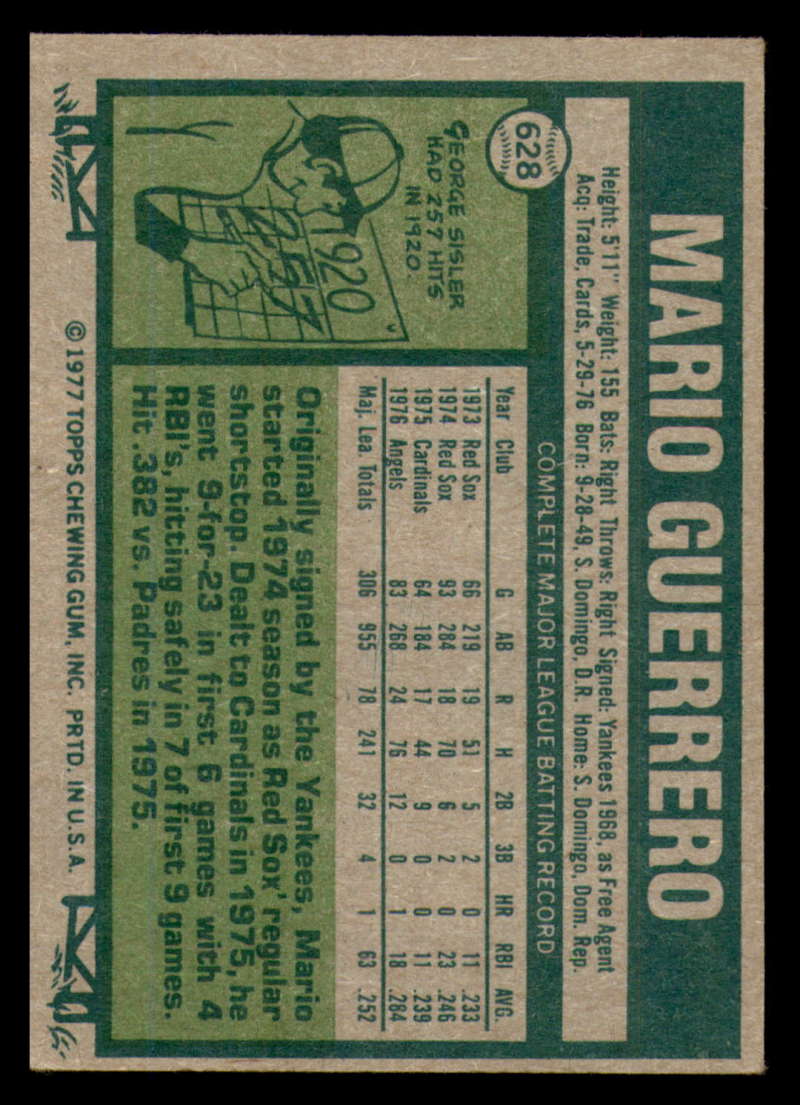 628
MARIO GUERRERO
Height: 5'11" Weight: 155 Bats: Right Throws: Right Signed: Yankees 1968, as Free Agent
Acq: Trade, Cards, 5-29-76 Born: 9-28-49, S. Domingo, D.R. Home: S. Domingo, Dom. Rep.
COMPLETE MAJOR LEAGUE BATTING RECORD
Year Club G AB R H 2B 3B HR RBI AVG.
1973 Red Sox 66 219 19 51 5 2 0 11 .233
1974 Red Sox 93 284 18 70 6 2 0 23 .246
1975 Cardinals 64 184 17 44 9 0 0 11 .239
1976 Angels 83 268 24 76 12 0 1 18 .284
Maj. Lea. Totals 306 955 78 241 32 4 1 63 .252
GEORGE SISLER
HAD 257 HITS
IN 1920.
1920
257
Originally signed by the Yankees, Mario
started 1974 season as Red Sox' regular
shortstop. Dealt to Cardinals in 1975, he
went 9-for-23 in first 6 games with 4
RBI's, hitting safely in 7 of first 9 games.
Hit .382 vs. Padres in 1975.
© 1977 TOPPS CHEWING GUM, INC. PRTD. IN U.S.A.